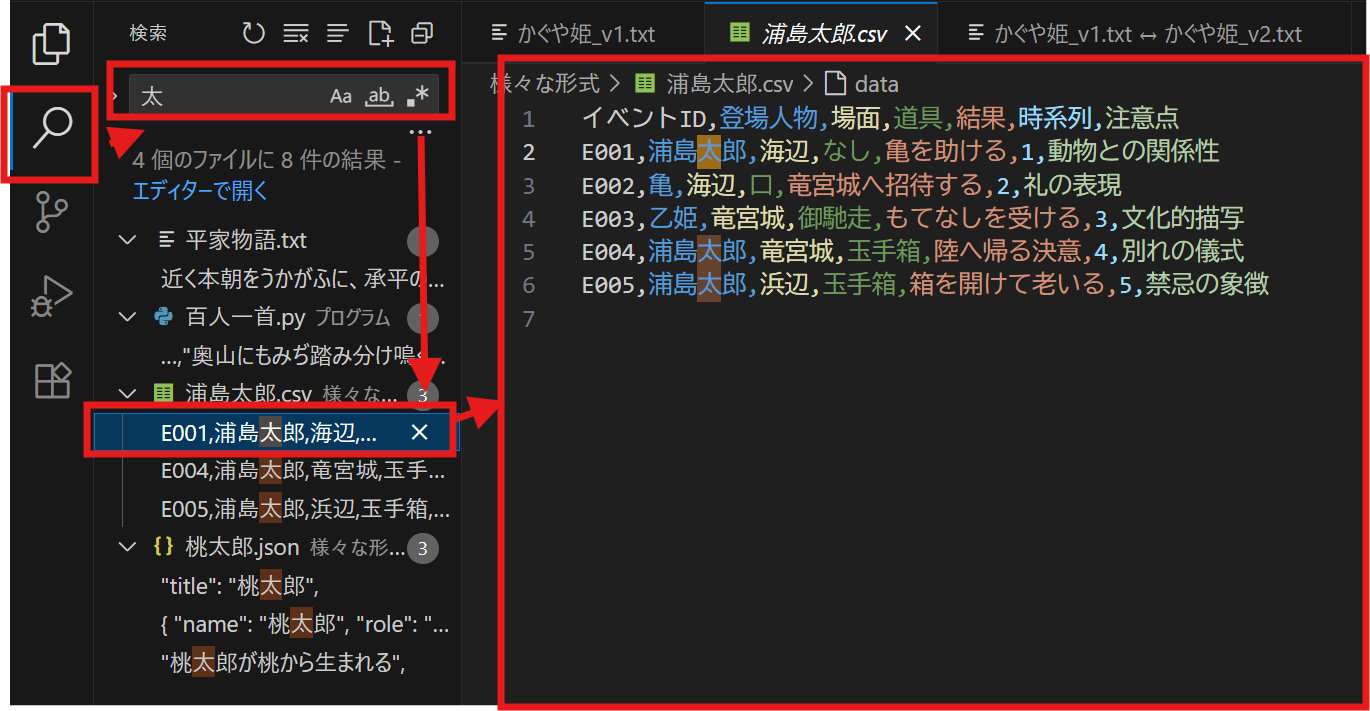 検索
太
Aa ab .*
4 個のファイルに 8 件の結果 -
エディターで開く
平家物語.txt
近く本朝をうかがふに、承平の...
百人一首.py プログラム
...,"奥山にもみぢ踏み分け鳴く...
浦島太郎.csv 様々な... 3
E001,浦島太郎,海辺,...
E004,浦島太郎,竜宮城,玉手...
E005,浦島太郎,浜辺,玉手箱,...
{} 桃太郎.json 様々な形... 3
"title": "桃太郎",
{ "name": "桃太郎", "role": "...
"桃太郎が桃から生まれる",
かぐや姫_v1.txt
浦島太郎.csv
かぐや姫_v1.txt ↔ かぐや姫_v2.txt
様々な形式 > 浦島太郎.csv > data
1 イベントID,登場人物,場面,道具,結果,時系列,注意点
2 E001,浦島太郎,海辺,なし,亀を助ける,1,動物との関係性
3 E002,亀,海辺,口,竜宮城へ招待する,2,礼の表現
4 E003,乙姫,竜宮城,御馳走,もてなしを受ける,3,文化的描写
5 E004,浦島太郎,竜宮城,玉手箱,陸へ帰る決意,4,別れの儀式
6 E005,浦島太郎,浜辺,玉手箱,箱を開けて老いる,5,禁忌の象徴
7